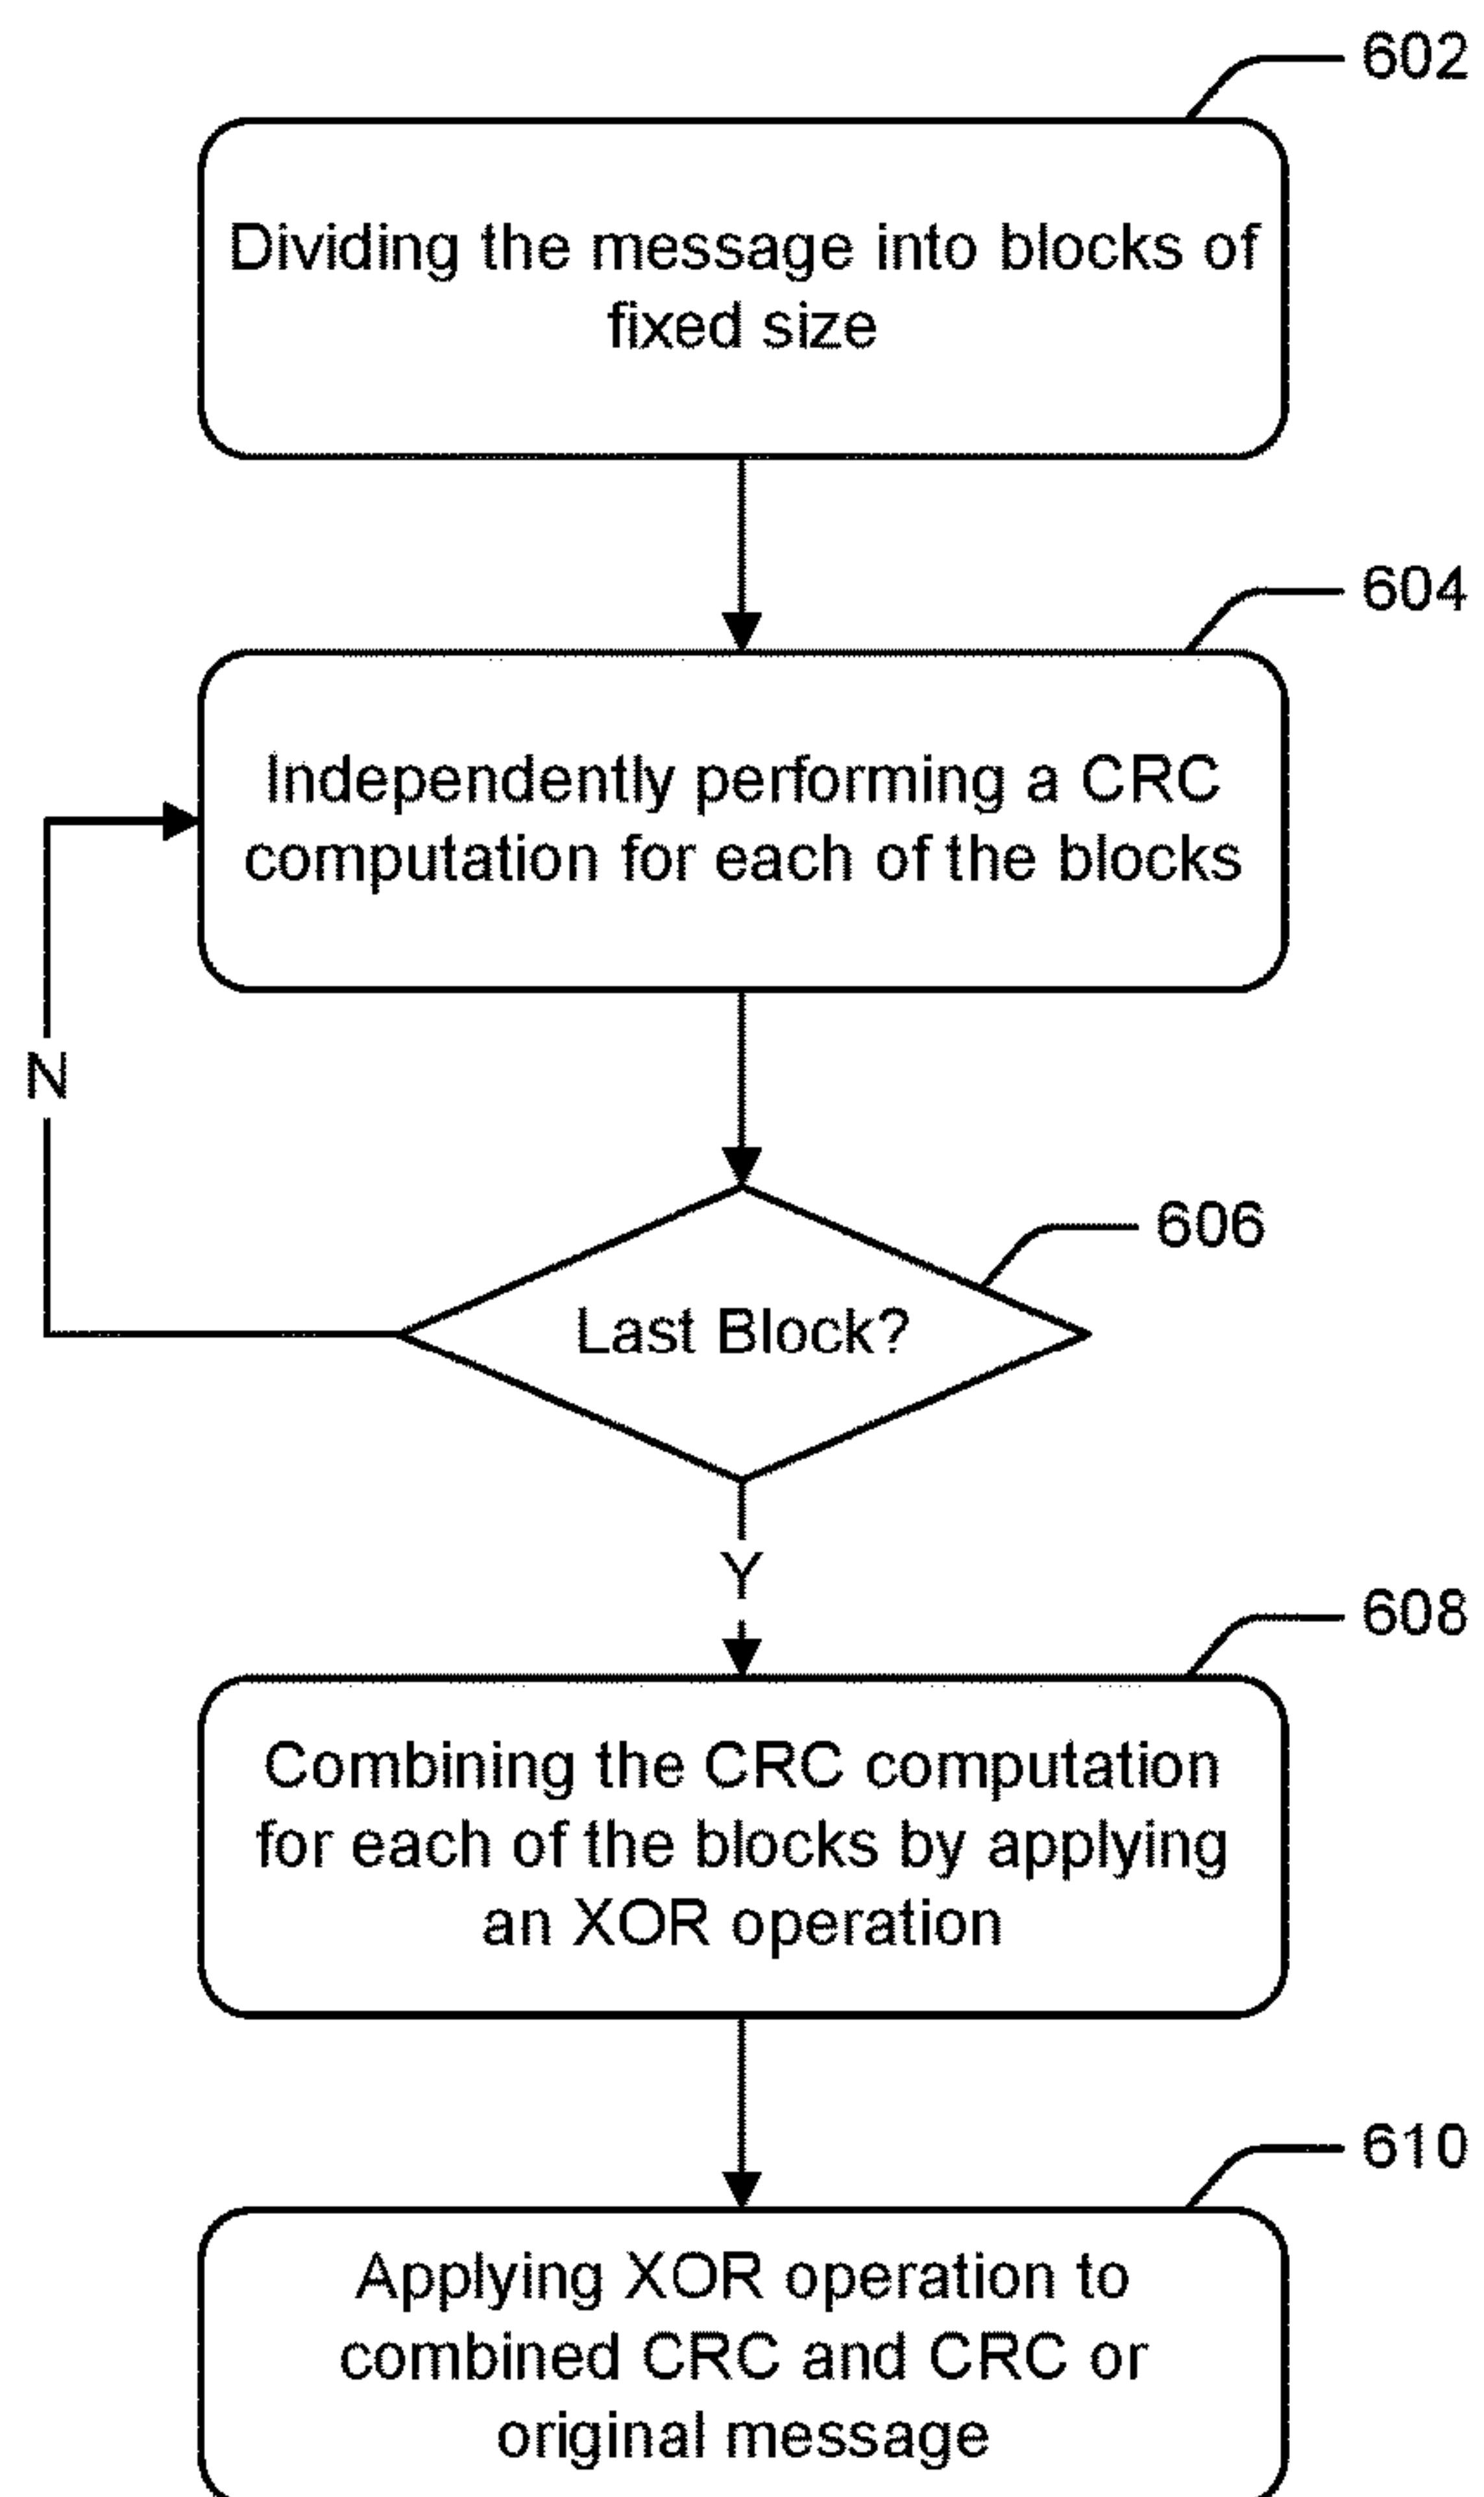 602
Dividing the message into blocks of
fixed size
604
Independently performing a CRC
computation for each of the blocks
N
606
Last Block?
Y
608
Combining the CRC computation
for each of the blocks by applying
an XOR operation
610
Applying XOR operation to
combined CRC and CRC or
original message